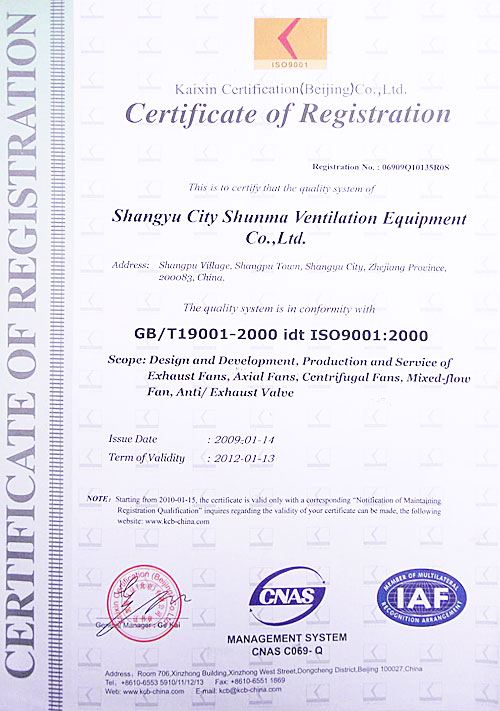 CERTIFICATE OF REGISTRATION
ISO9001
Kaixin Certification(Beijing)Co.,Ltd.
Certificate of Registration
Registration No. : 06909Q10135R0S
This is to certify that the quality system of
Shangyu City Shunma Ventilation Equipment
Co.,Ltd.
Address: Shangpu Village, Shangpu Town, Shangyu City, Zhejiang Province,
200083, China.
The quality system is in conformity with
GB/T19001-2000 idt ISO9001:2000
Scope: Design and Development, Production and Service of
Exhaust Fans, Axial Fans, Centrifugal Fans, Mixed-flow
Fan, Anti/ Exhaust Valve
Issue Date : 2009-01-14
Term of Validity : 2012-01-13
NOTE: Starting from 2010-01-15, the certificate is valid only with a corresponding "Notification of Maintaining
Registration Qualification" inquires regarding the validity of your certificate can be made, the following
website: www.kcb-china.com
Kaixin Certification (Beijing) Co.,Ltd.
General Manager : Ge Kai
CNAS
MEMBER OF MULTILATERAL
IAF
RECOGNITION ARRANGEMENT
MANAGEMENT SYSTEM
CNAS C069- Q
Address, Room 706,Xinzhong Building,Xinzhong West Street,Dongcheng District,Beijing 100027,China
Tel., +8610-6553 5910/11/12/13 Fax: +8610-6551 1869
Web: www.kcb-china.com E-mail: kcb@kcb-china.com